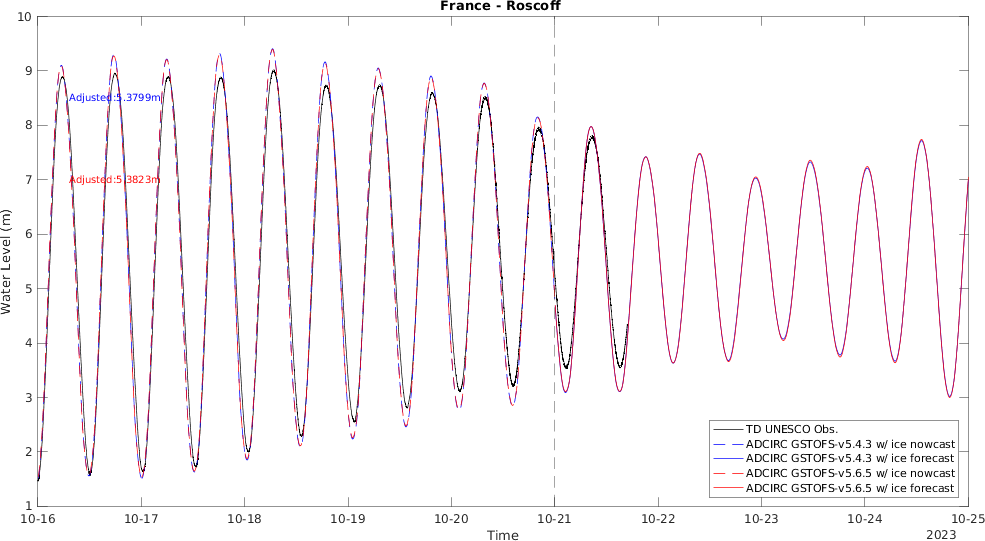 France - Roscoff
10
9
8
7
6
5
4
3
2
1
Water Level (m)
Adjusted:5.3799m
Adjusted:5.3823m
TD UNESCO Obs.
ADCIRC GSTOFS-v5.4.3 w/ ice nowcast
ADCIRC GSTOFS-v5.4.3 w/ ice forecast
ADCIRC GSTOFS-v5.6.5 w/ ice nowcast
ADCIRC GSTOFS-v5.6.5 w/ ice forecast
10-16 10-17 10-18 10-19 10-20 10-21 10-22 10-23 10-24 10-25
Time
2023